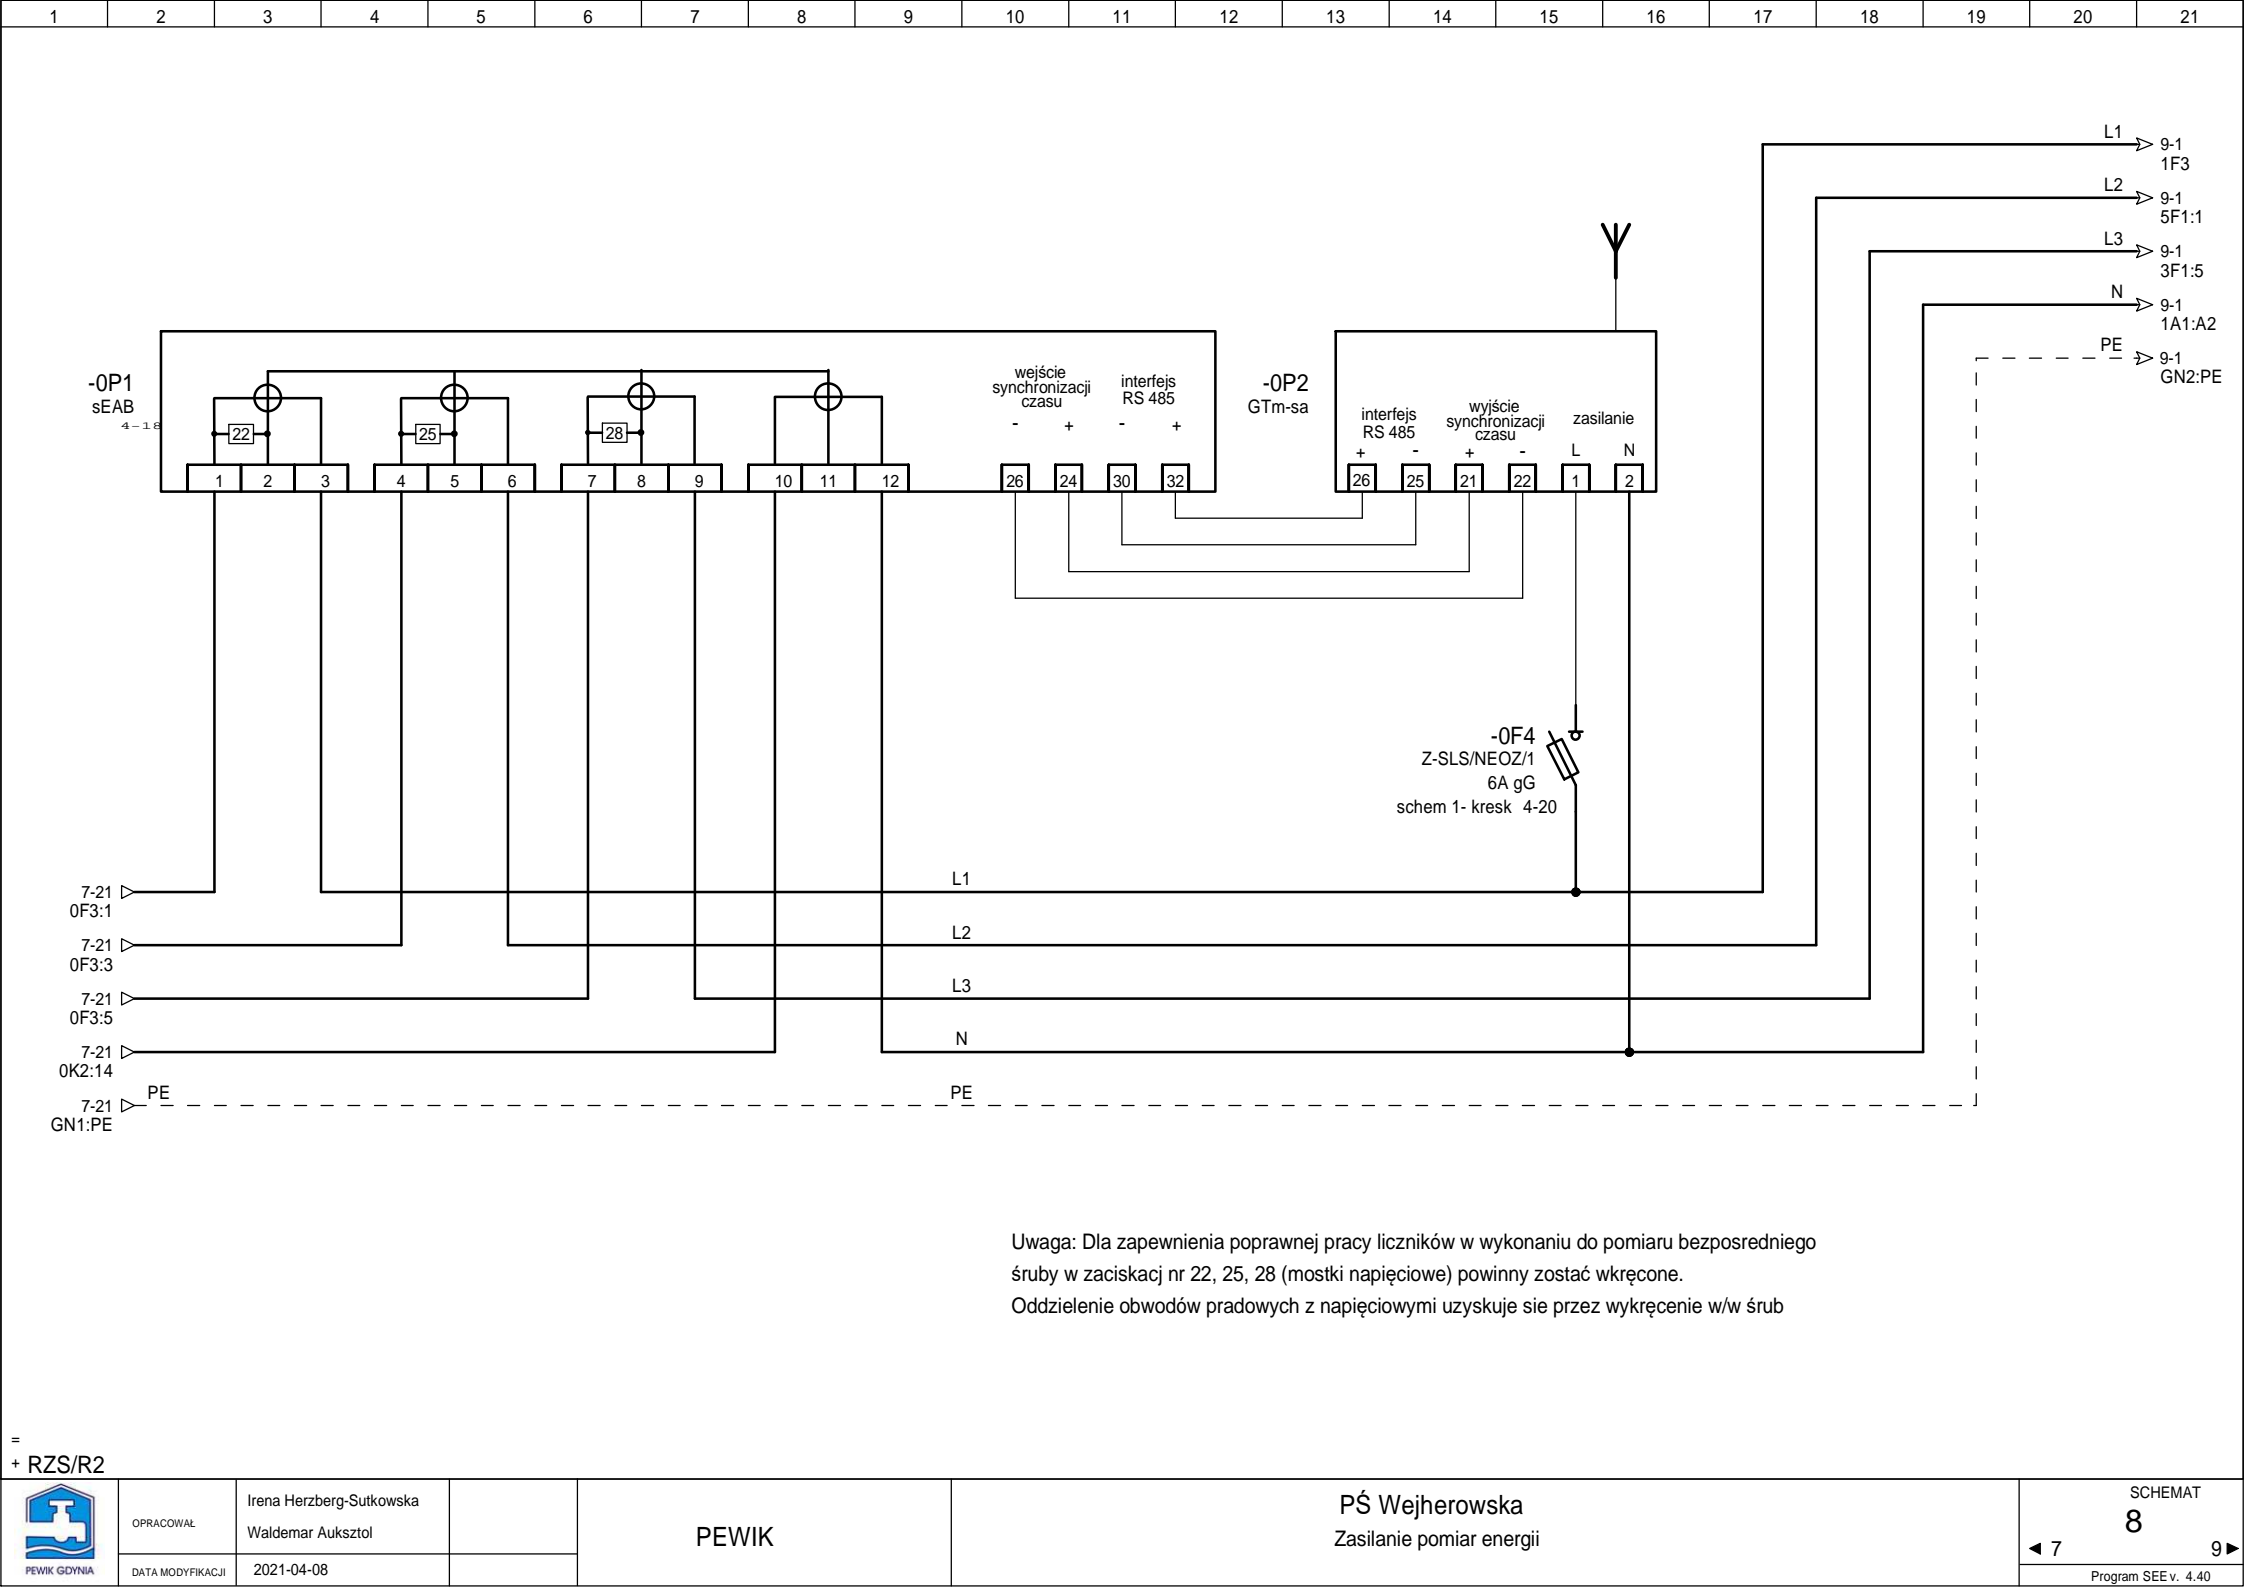 1 2 3 4 5 6 7 8 9 10 11 12 13 14 15 16 17 18 19 20 21
L1
9-1
1F3
L2
9-1
5F1:1
L3
9-1
3F1:5
N
9-1
1A1:A2
PE
9-1
GN2:PE
-0P1
sEAB
4-18
22
25
28
1 2 3 4 5 6 7 8 9 10 11 12
wejście
synchronizacji
czasu
- +
interfejs
RS 485
- +
26 24 30 32
-0P2
GTm-sa
interfejs
RS 485
+ -
wyjście
synchronizacji
czasu
+ -
zasilanie
L N
26 25 21 22 1 2
-0F4
Z-SLS/NEOZ/1
6A gG
schem 1- kresk 4-20
7-21
0F3:1
L1
7-21
0F3:3
L2
7-21
0F3:5
L3
7-21
0K2:14
N
7-21
GN1:PE
PE
PE
Uwaga: Dla zapewnienia poprawnej pracy liczników w wykonaniu do pomiaru bezposredniego
śruby w zaciskacj nr 22, 25, 28 (mostki napięciowe) powinny zostać wkręcone.
Oddzielenie obwodów pradowych z napięciowymi uzyskuje sie przez wykręcenie w/w śrub
=
+ RZS/R2
PEWIK GDYNIA
OPRACOWAŁ
Irena Herzberg-Sutkowska
Waldemar Auksztol
DATA MODYFIKACJI
2021-04-08
PEWIK
PŚ Wejherowska
Zasilanie pomiar energii
SCHEMAT
8
7 9
Program SEE v. 4.40